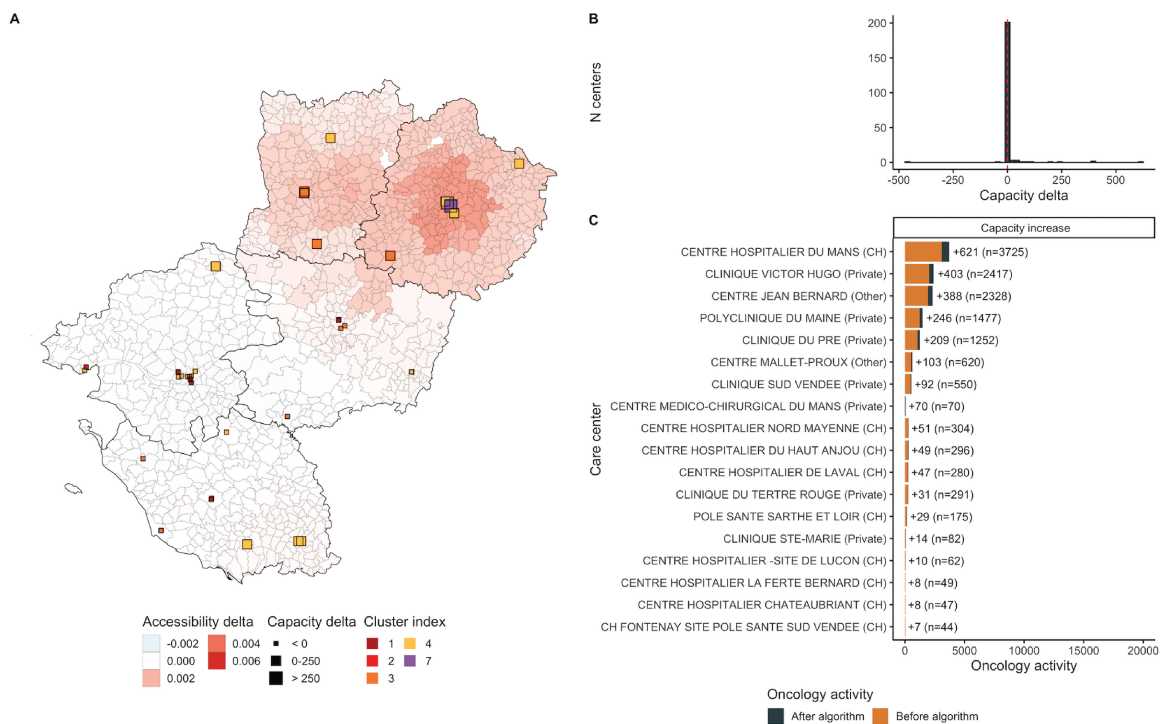 A
Accessibility delta
-0.002
0.000
0.002
0.004
0.006
Capacity delta
< 0
0-250
> 250
Cluster index
1
2
3
4
7
B
N centers
200
150
100
50
0
-500
-250
0
250
500
Capacity delta
C
Capacity increase
Care center
CENTRE HOSPITALIER DU MANS (CH) +621 (n=3725)
CLINIQUE VICTOR HUGO (Private) +403 (n=2417)
CENTRE JEAN BERNARD (Other) +388 (n=2328)
POLYCLINIQUE DU MAINE (Private) +246 (n=1477)
CLINIQUE DU PRE (Private) +209 (n=1252)
CENTRE MALLET-PROUX (Other) +103 (n=620)
CLINIQUE SUD VENDEE (Private) +92 (n=550)
CENTRE MEDICO-CHIRURGICAL DU MANS (Private) +70 (n=70)
CENTRE HOSPITALIER NORD MAYENNE (CH) +51 (n=304)
CENTRE HOSPITALIER DU HAUT ANJOU (CH) +49 (n=296)
CENTRE HOSPITALIER DE LAVAL (CH) +47 (n=280)
CLINIQUE DU TERTRE ROUGE (Private) +31 (n=291)
POLE SANTE SARTHE ET LOIR (CH) +29 (n=175)
CLINIQUE STE-MARIE (Private) +14 (n=82)
CENTRE HOSPITALIER -SITE DE LUCON (CH) +10 (n=62)
CENTRE HOSPITALIER LA FERTE BERNARD (CH) +8 (n=49)
CENTRE HOSPITALIER CHATEAUBRIANT (CH) +8 (n=47)
CH FONTENAY SITE POLE SANTE SUD VENDEE (CH) +7 (n=44)
0
5000
10000
15000
20000
Oncology activity
Oncology activity
After algorithm
Before algorithm